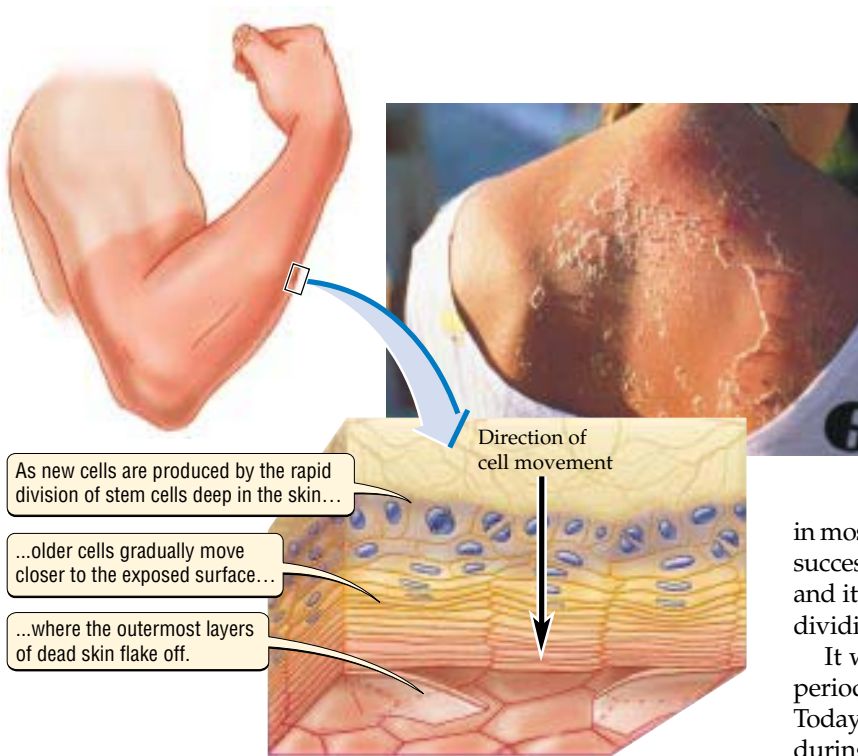 Direction of
cell movement
As new cells are produced by the rapid
division of stem cells deep in the skin…
...older cells gradually move
closer to the exposed surface…
...where the outermost layers
of dead skin flake off.
6
in mos
succes
and it
dividi
It w
period
Today
during